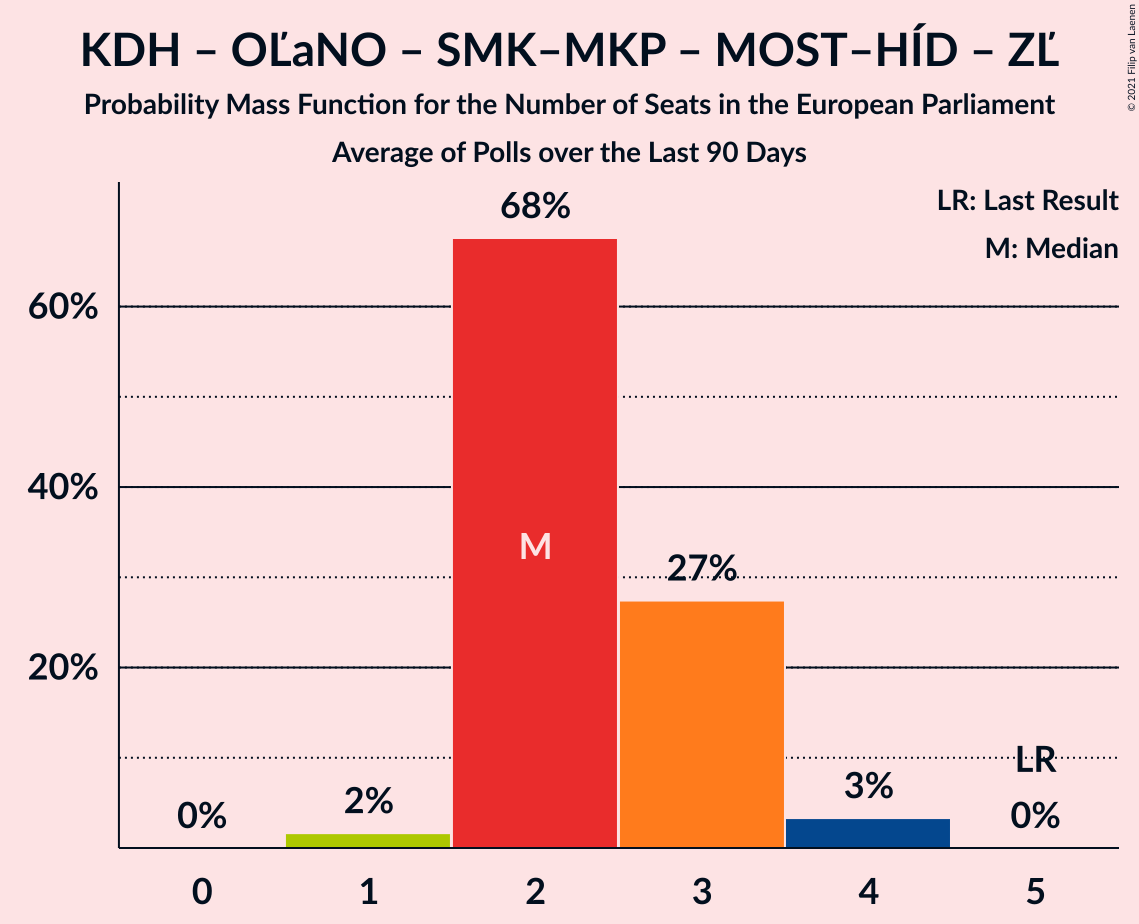 KDH – OĽaNO – SMK–MKP – MOST–HÍD – ZĽ
Probability Mass Function for the Number of Seats in the European Parliament
Average of Polls over the Last 90 Days
© 2021 Filip van Laenen
LR: Last Result
M: Median
68%
60%
40%
M
27%
20%
LR
3%
2%
0%
0%
0 1 2 3 4 5